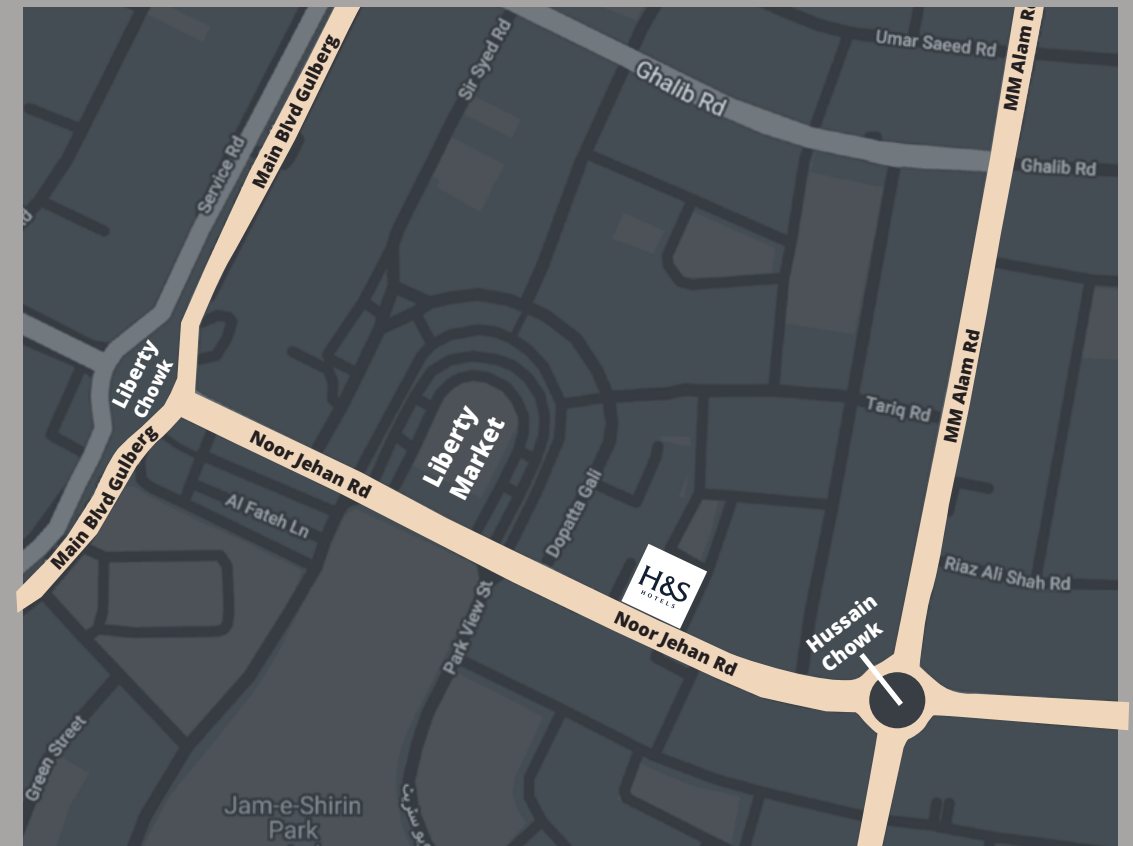 Umar Saeed Rd
MM Alam R
Sir Syed Rd
Ghalib Rd
Main Blvd Gulberg
Service Rd
Ghalib Rd
Liberty
Chowk
MM Alam Rd
Tariq Rd
Liberty
Market
Main Blvd Gulberg
Noor Jehan Rd
Al Fateh Ln
Dopatta Gali
H&S
HOTELS
Riaz Ali Shah Rd
Park View St
Noor Jehan Rd
Hussain
Chowk
Green Street
Jam-e-Shirin
Park